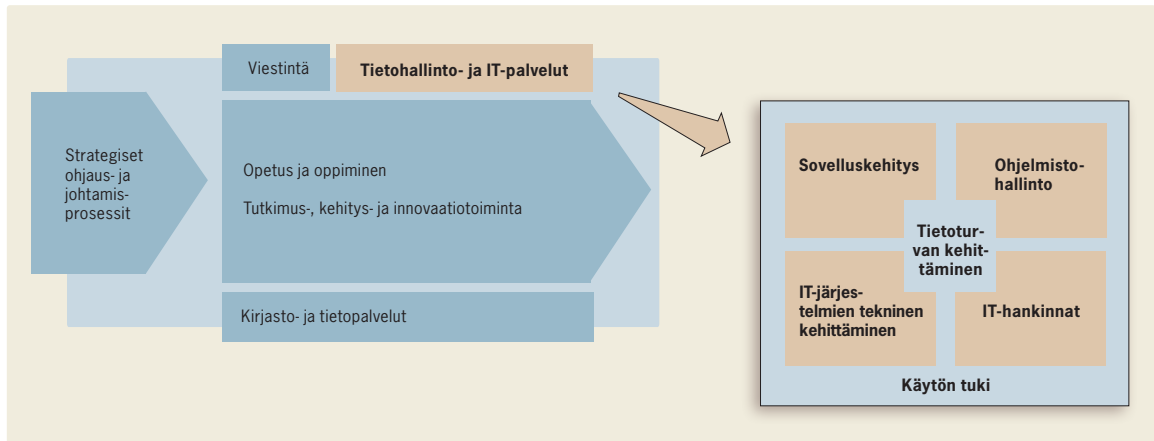 Viestintä
Tietohallinto- ja IT-palvelut
Strategiset
ohjaus- ja
johtamis-
prosessit
Opetus ja oppiminen
Tutkimus-, kehitys- ja innovaatiotoiminta
Kirjasto- ja tietopalvelut
Sovelluskehitys
Ohjelmisto-
hallinto
Tietotur-
van kehit-
täminen
IT-järjes-
telmien tekninen
kehittäminen
IT-hankinnat
Käytön tuki